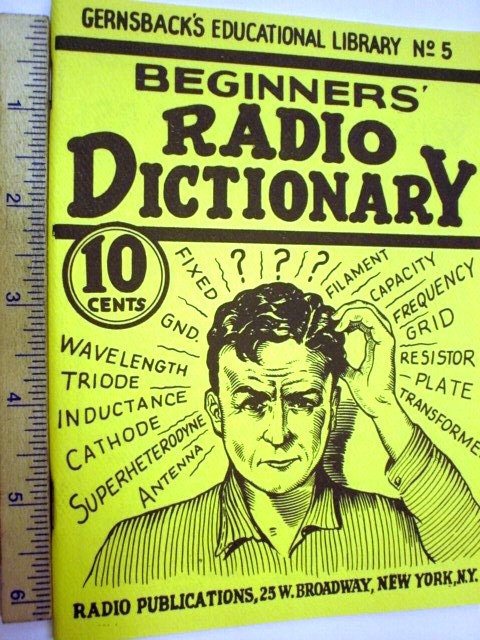 GERNSBACK'S EDUCATIONAL LIBRARY No 5
BEGINNERS'
RADIO
DICTIONARY
10
CENTS
FIXED
? ? ?
FILAMENT
CAPACITY
FREQUENCY
GND.
GRID
WAVELENGTH
RESISTOR
TRIODE
PLATE
INDUCTANCE
TRANSFORME
CATHODE
SUPERHETERODYNE
ANTENNA
RADIO PUBLICATIONS, 25 W. BROADWAY, NEW YORK, N.Y.
1
2
3
4
5
6